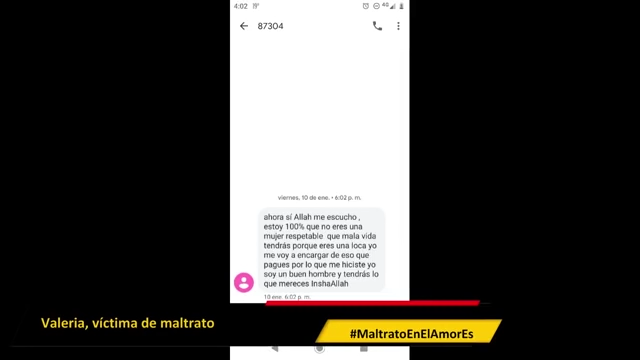 4:02
4G
87304
viernes, 10 de ene. • 6:02 p. m.
ahora sí Allah me escucho ,
estoy 100% que no eres una
mujer respetable  que mala vida
tendrás porque eres una loca yo
me voy a encargar de eso que
pagues por lo que me hiciste yo
soy un buen hombre y tendrás lo
que mereces InshaAllah
10 ene. 6:02 p. m.
Valeria, víctima de maltrato
#MaltratoEnElAmorEs